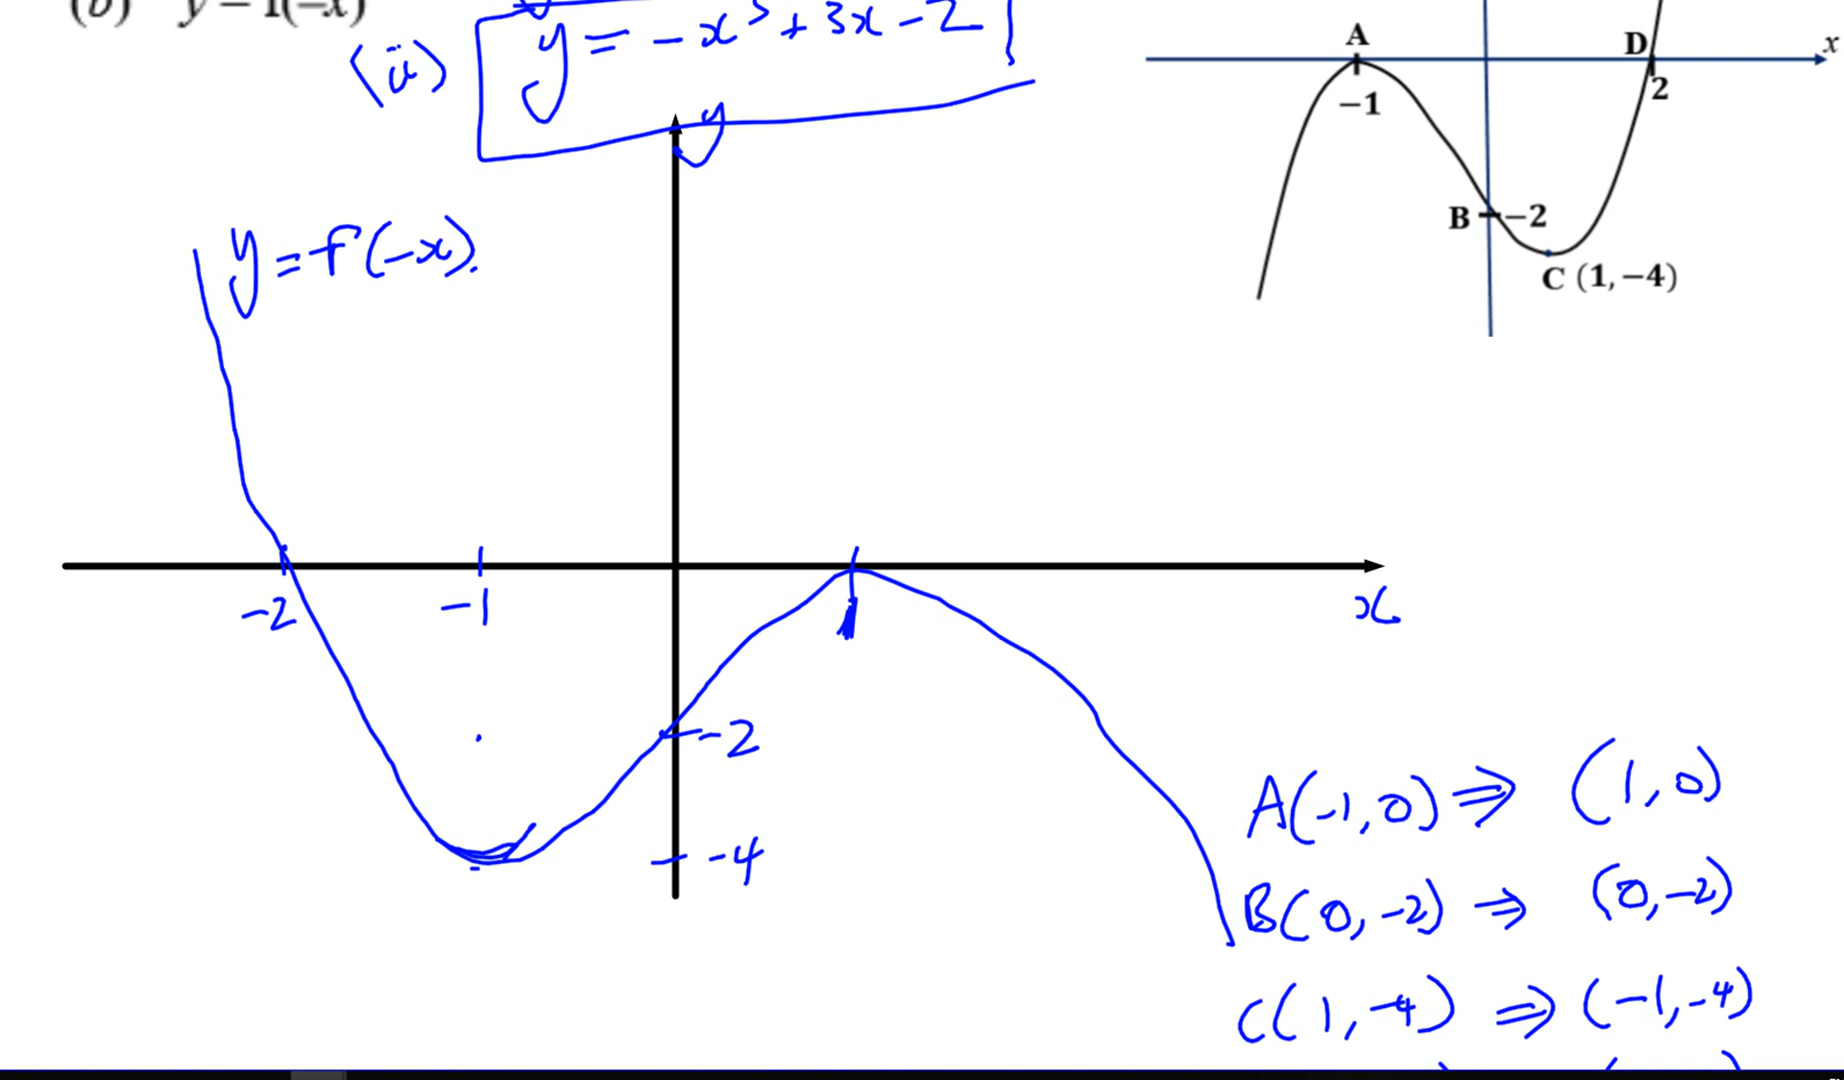 (b) y = f(−x)
(ii) y = -x³ + 3x - 2
A
D
x
−1
2
B −2
C (1, −4)
y
y = f(-x).
-2
-1
1
x
-2
-4
A(-1, 0) ⇒ (1, 0)
B(0, -2) ⇒ (0, -2)
C(1, -4) ⇒ (-1, -4)